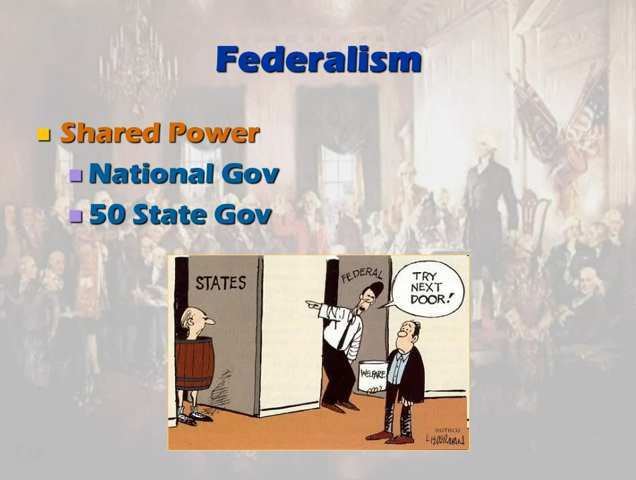 Federalism
Shared Power
National Gov
50 State Gov
STATES
FEDERAL
TRY
NEXT
DOOR!
WELFARE